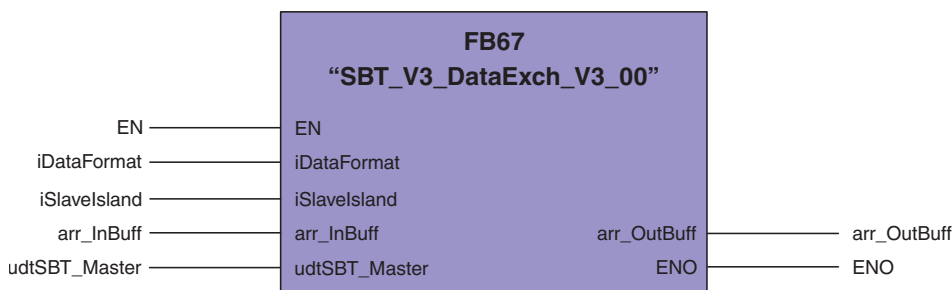 FB67
“SBT_V3_DataExch_V3_00”
EN EN
iDataFormat iDataFormat
iSlaveIsland iSlaveIsland
arr_InBuff arr_InBuff arr_OutBuff arr_OutBuff
udtSBT_Master udtSBT_Master ENO ENO